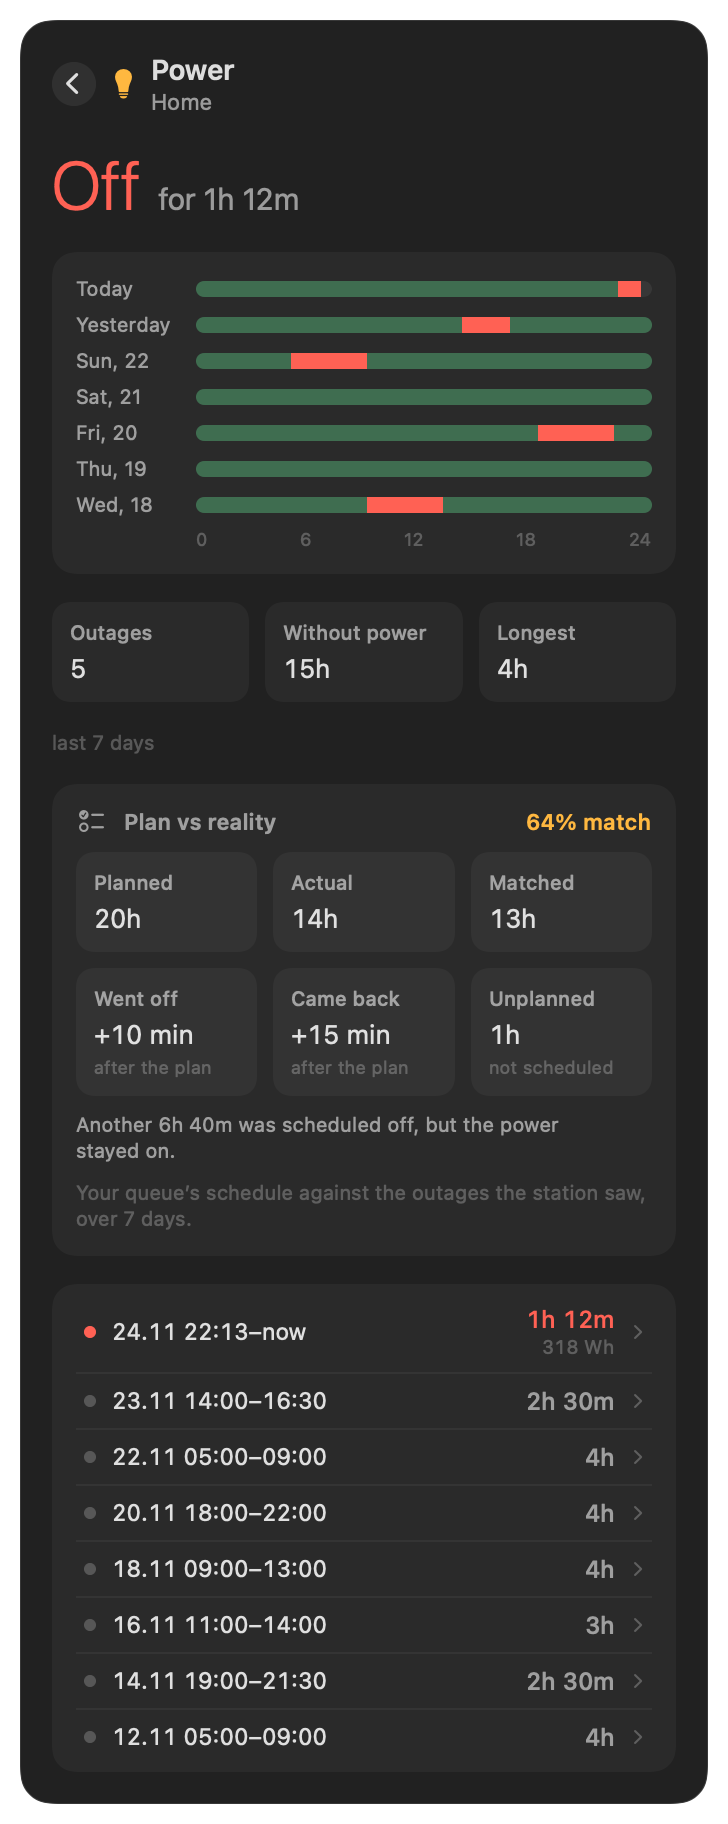 Power
Home
Off for 1h 12m
Today
Yesterday
Sun, 22
Sat, 21
Fri, 20
Thu, 19
Wed, 18
0 6 12 18 24
Outages Without power Longest
5 15h 4h
last 7 days
Plan vs reality 64% match
Planned Actual Matched
20h 14h 13h
Went off Came back Unplanned
+10 min +15 min 1h
after the plan after the plan not scheduled
Another 6h 40m was scheduled off, but the power
stayed on.
Your queue’s schedule against the outages the station saw,
over 7 days.
24.11 22:13–now 1h 12m
318 Wh
23.11 14:00–16:30 2h 30m
22.11 05:00–09:00 4h
20.11 18:00–22:00 4h
18.11 09:00–13:00 4h
16.11 11:00–14:00 3h
14.11 19:00–21:30 2h 30m
12.11 05:00–09:00 4h